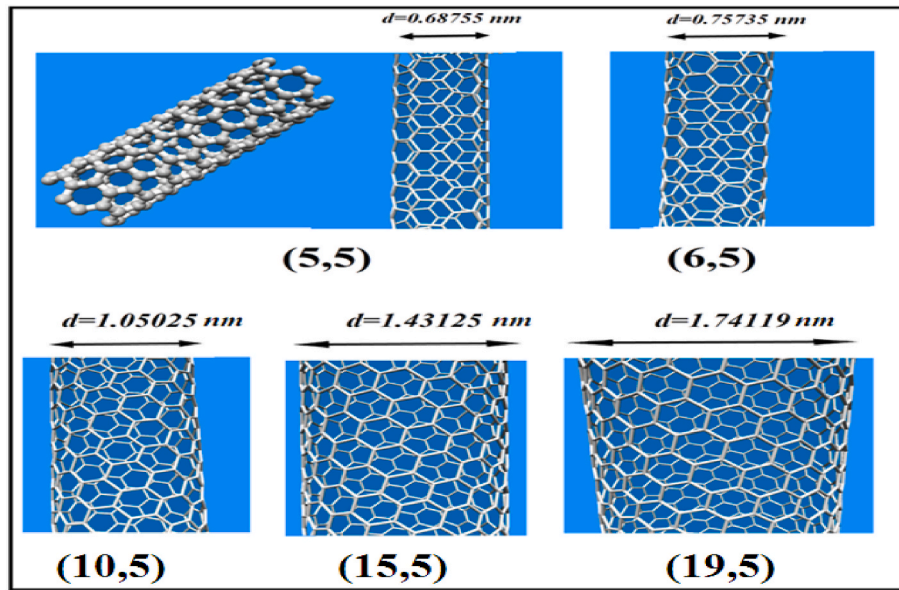 d=0.68755 nm
d=0.75735 nm
(5,5)
(6,5)
d=1.05025 nm
d=1.43125 nm
d=1.74119 nm
(10,5)
(15,5)
(19,5)